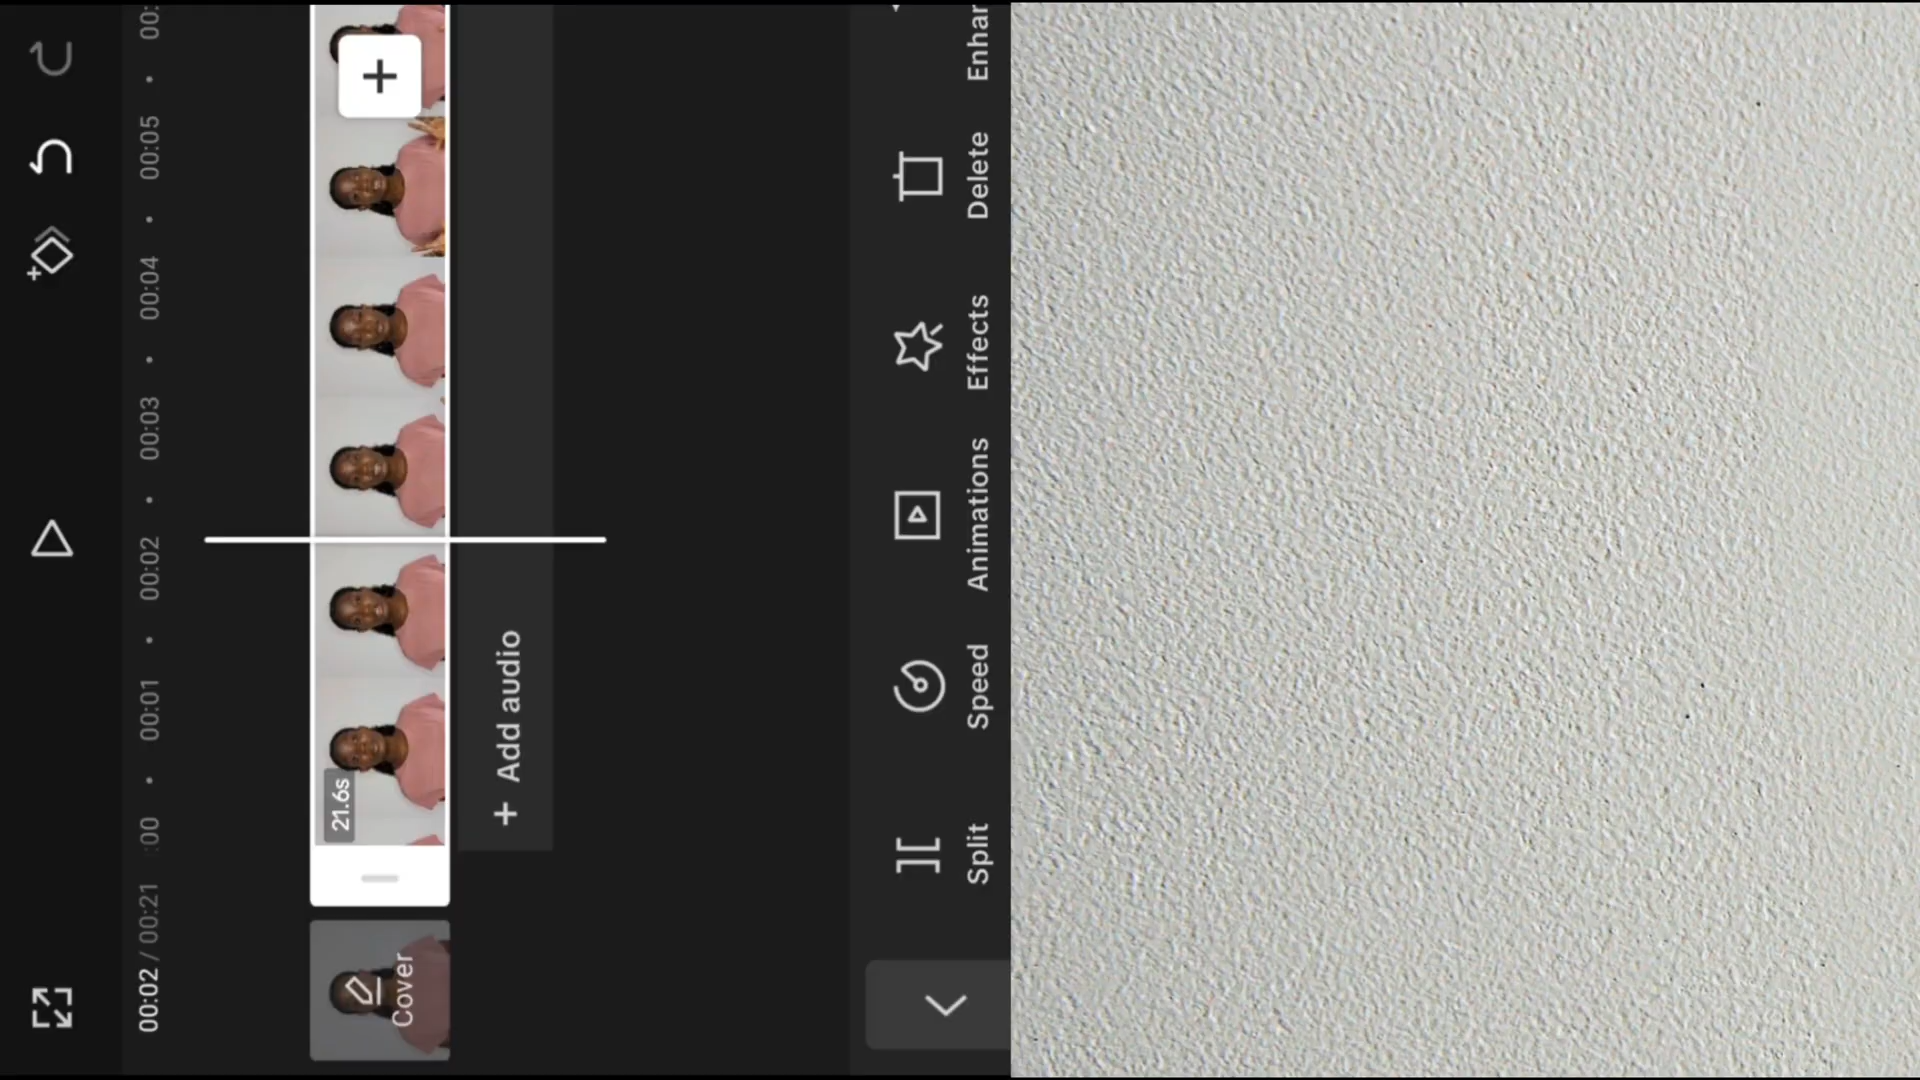 00:02 / 00:21
:00
00:01
00:02
00:03
00:04
00:05
00:
Cover
21.6s
+ Add audio
Split
Speed
Animations
Effects
Delete
Enhan